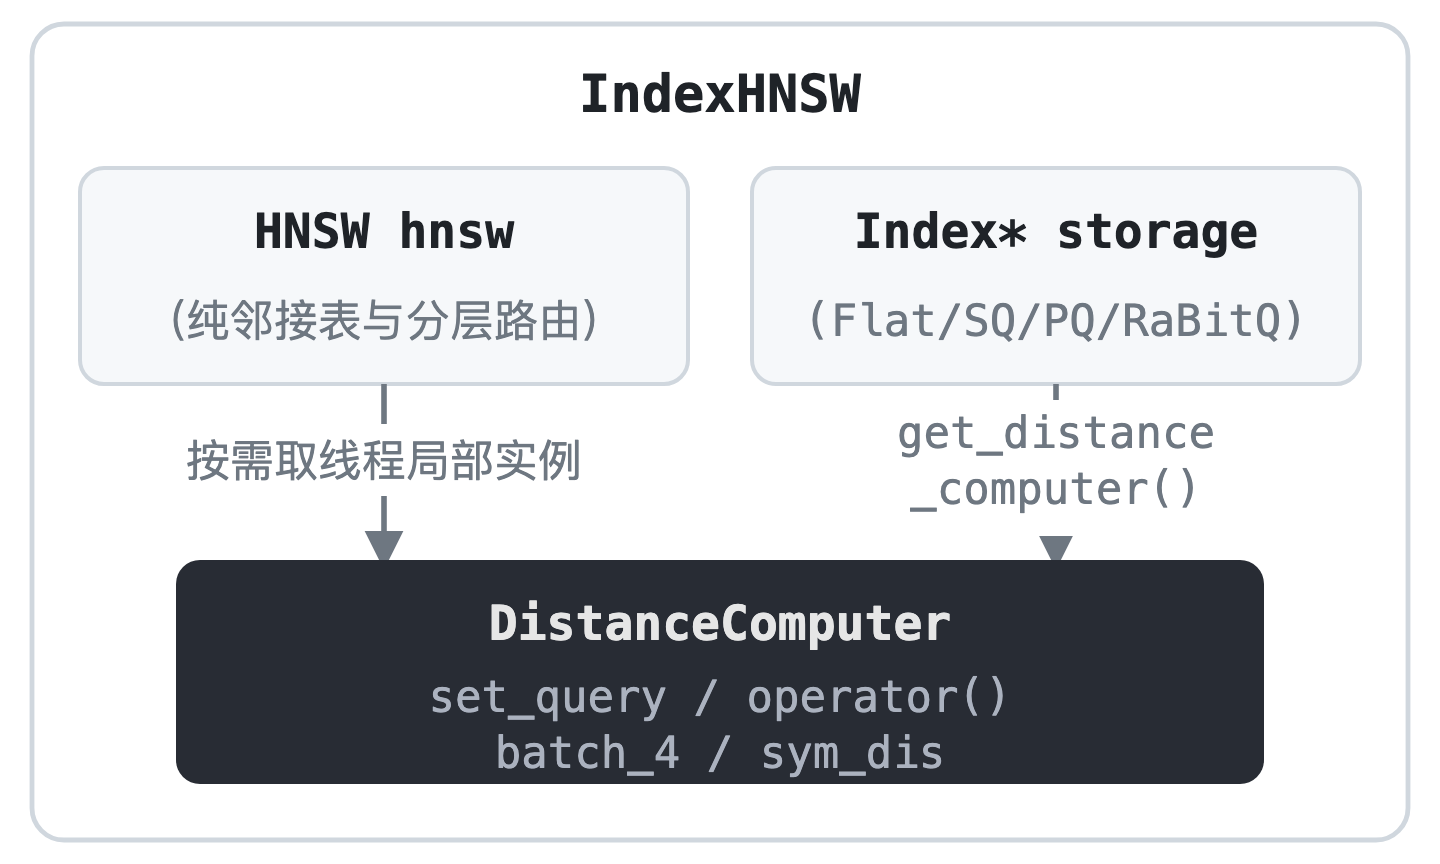 IndexHNSW
HNSW hnsw
(纯邻接表与分层路由)
Index* storage
(Flat/SQ/PQ/RaBitQ)
按需取线程局部实例
get_distance
_computer()
DistanceComputer
set_query / operator()
batch_4 / sym_dis